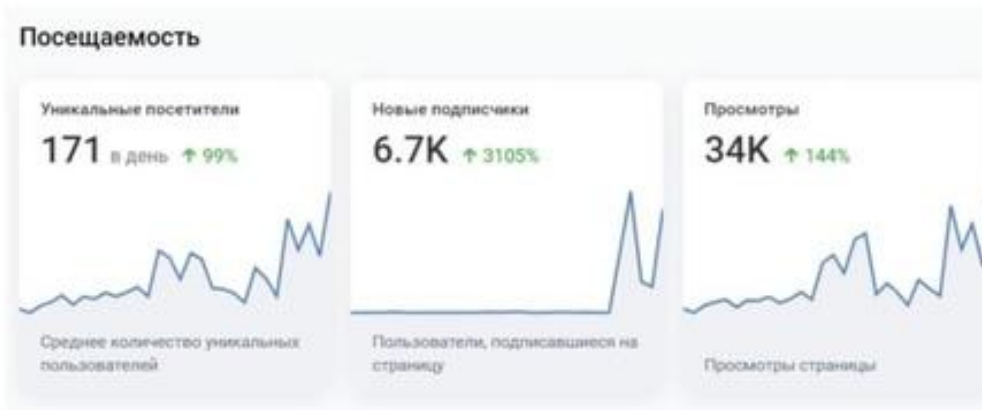 Посещаемость
Уникальные посетители
171 в день ↑ 99%
Среднее количество уникальных
пользователей
Новые подписчики
6.7K ↑ 3105%
Пользователи, подписавшиеся на
страницу
Просмотры
34K ↑ 144%
Просмотры страницы